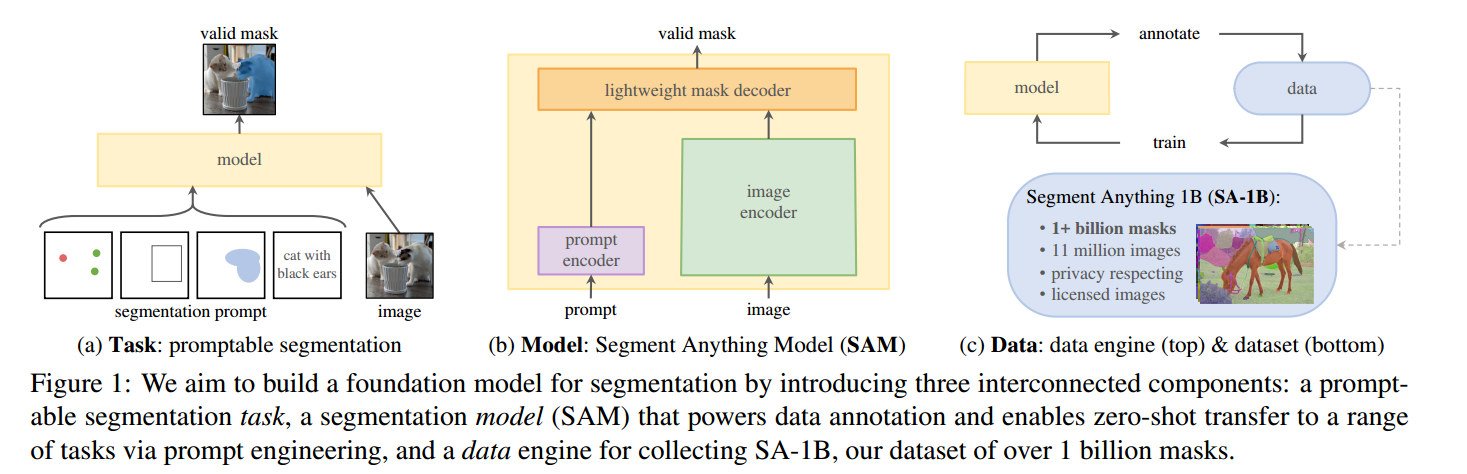 valid mask
model
cat with
black ears
segmentation prompt
image
(a) Task: promptable segmentation
valid mask
lightweight mask decoder
image
encoder
prompt
encoder
prompt
image
(b) Model: Segment Anything Model (SAM)
annotate
model
data
train
Segment Anything 1B (SA-1B):
• 1+ billion masks
• 11 million images
• privacy respecting
• licensed images
(c) Data: data engine (top) & dataset (bottom)
Figure 1: We aim to build a foundation model for segmentation by introducing three interconnected components: a prompt-
able segmentation task, a segmentation model (SAM) that powers data annotation and enables zero-shot transfer to a range
of tasks via prompt engineering, and a data engine for collecting SA-1B, our dataset of over 1 billion masks.